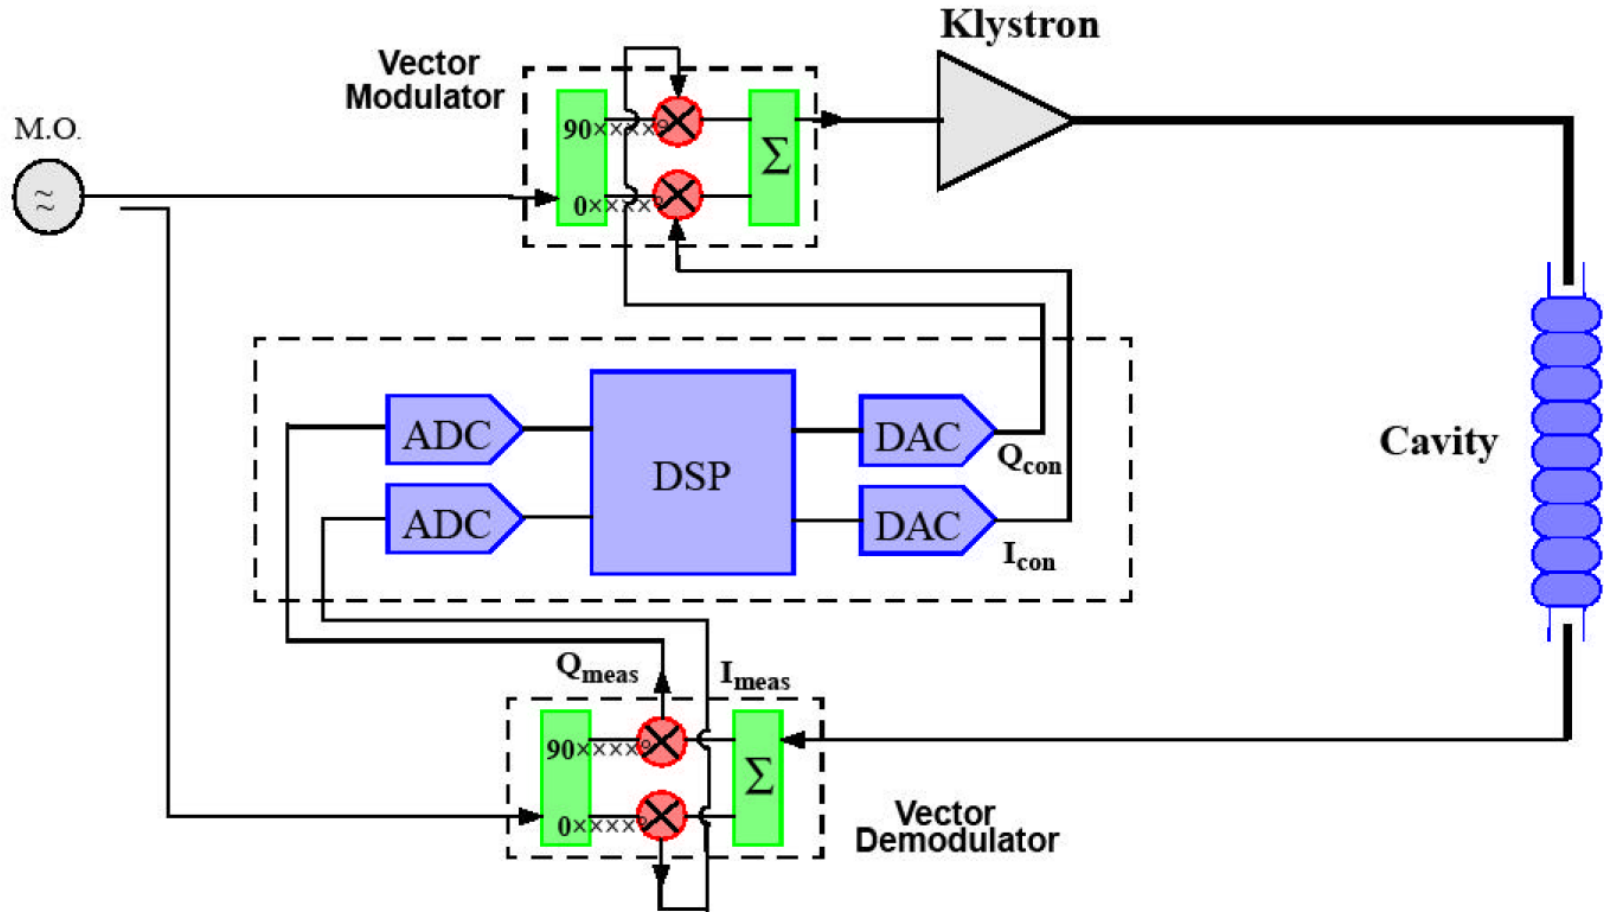 Klystron
Vector
Modulator
M.O.
≈
90××××°
0××××°
Σ
ADC
DSP
DAC
Qcon
ADC
DAC
Icon
Cavity
Qmeas
Imeas
90××××°
0××××°
Σ
Vector
Demodulator